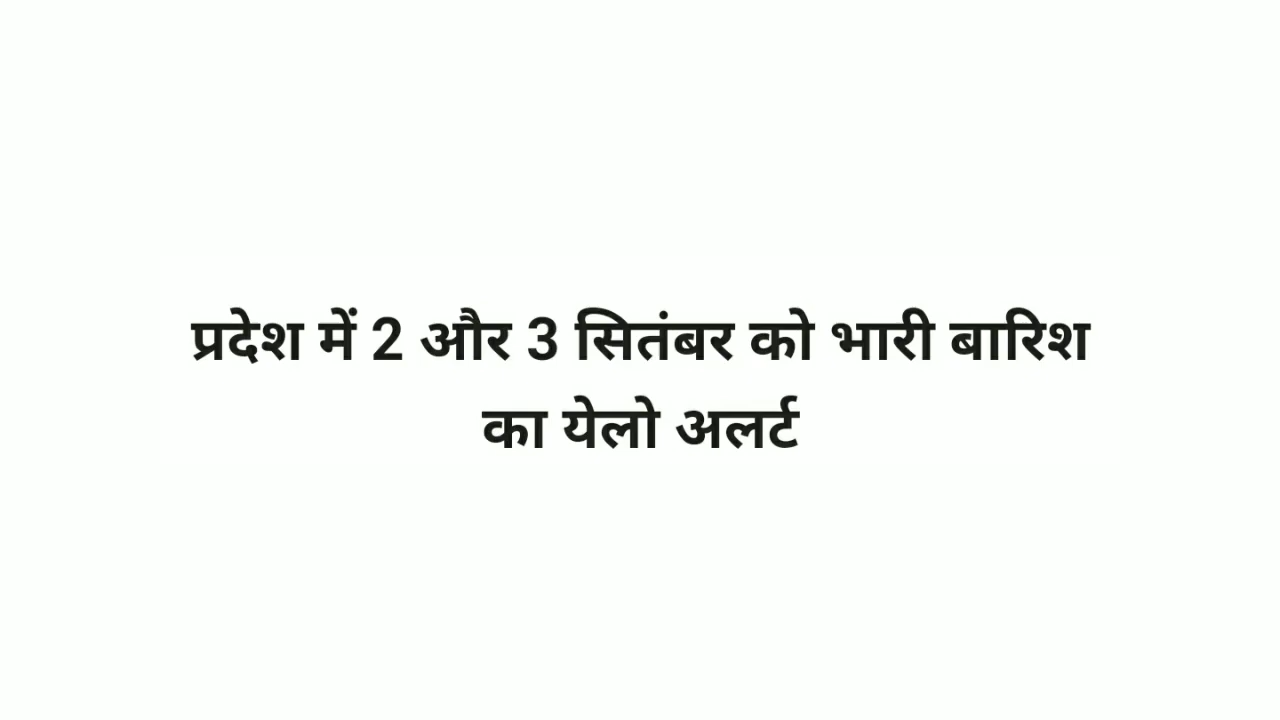 प्रदेश में 2 और 3 सितंबर को भारी बारिश
का येलो अलर्ट